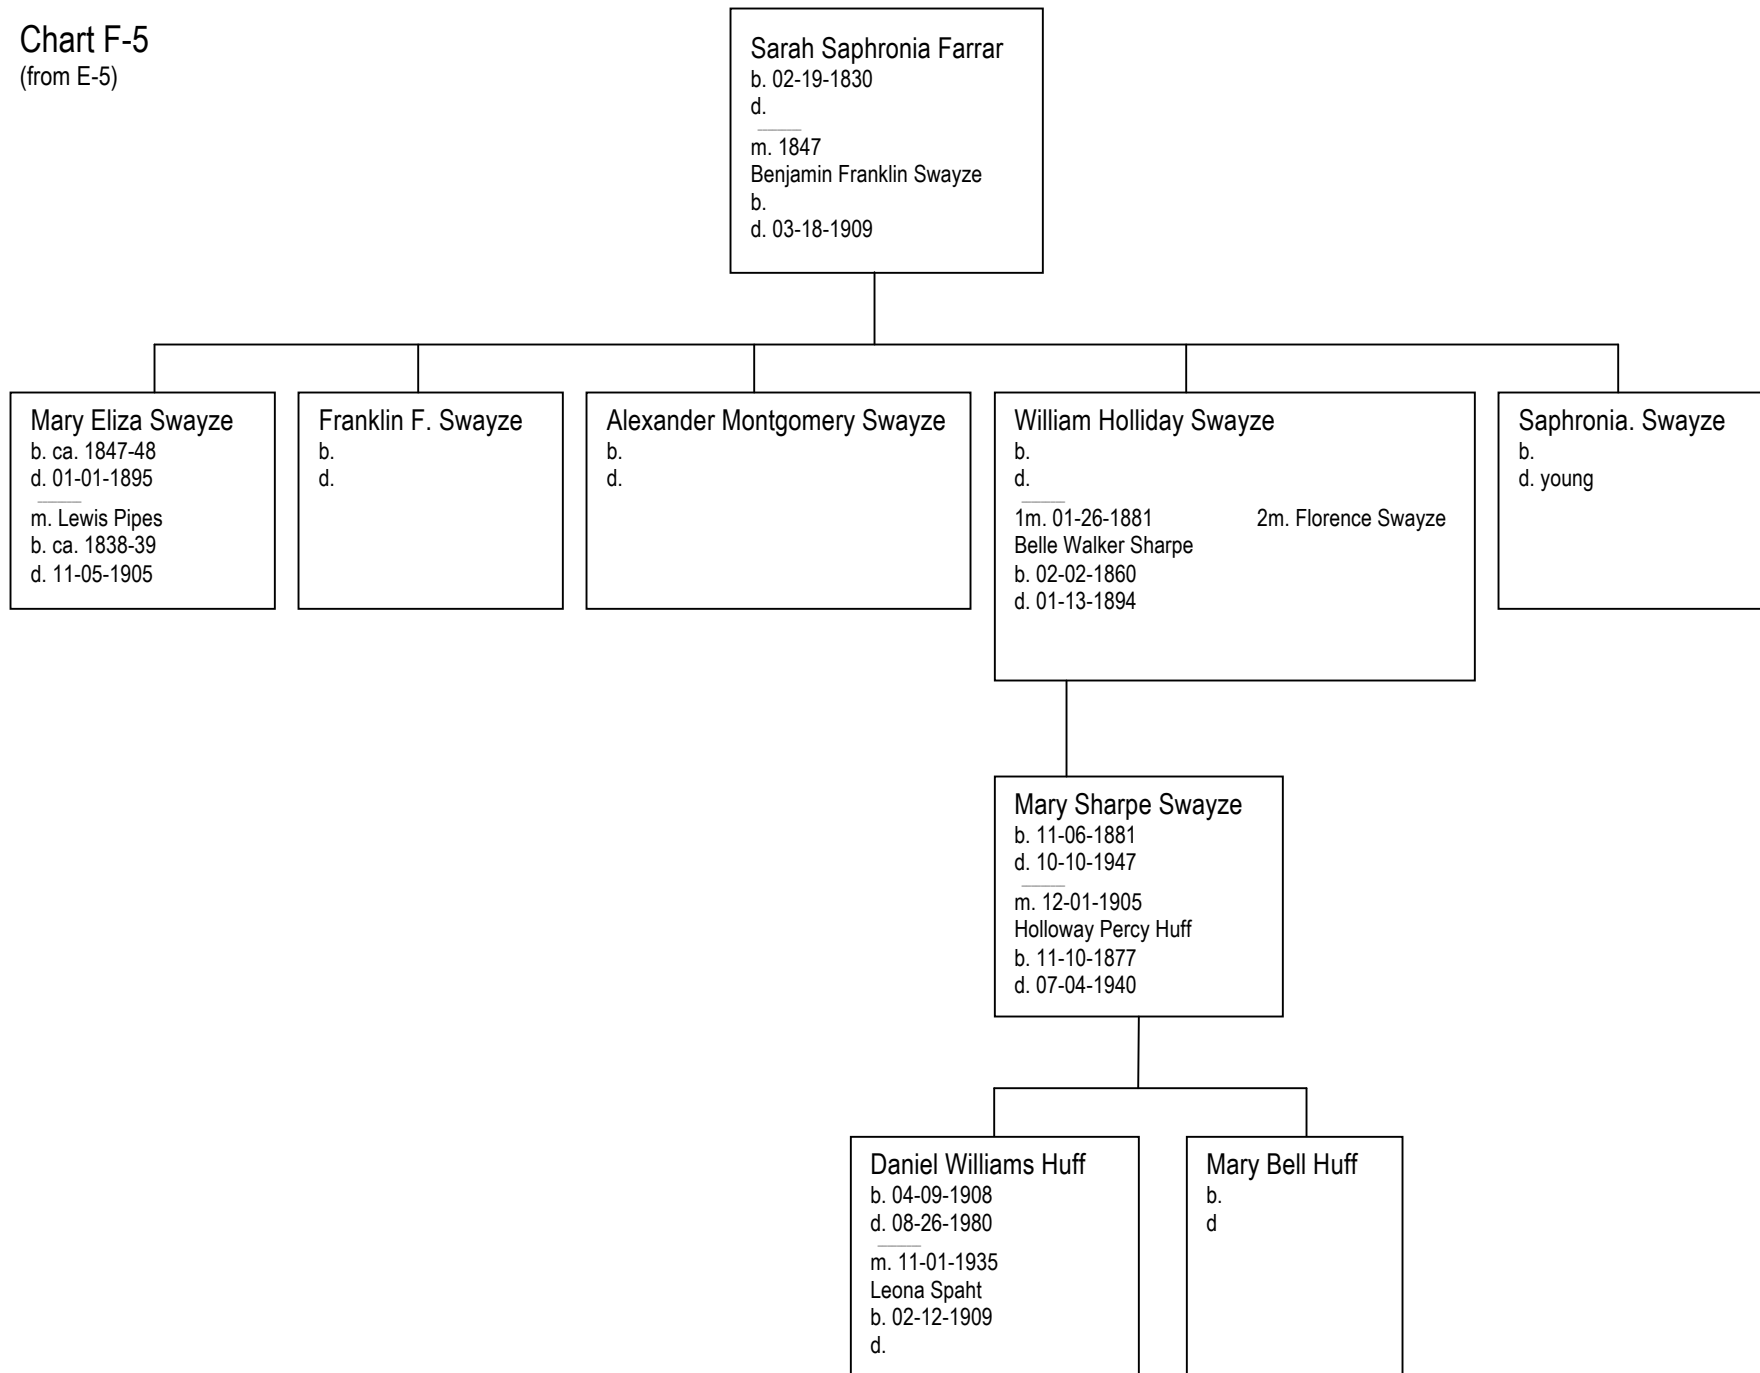 Chart F-5
(from E-5)
Sarah Saphronia Farrar
b. 02-19-1830
d.
m. 1847
Benjamin Franklin Swayze
b.
d. 03-18-1909
Mary Eliza Swayze
b. ca. 1847-48
d. 01-01-1895
m. Lewis Pipes
b. ca. 1838-39
d. 11-05-1905
Franklin F. Swayze
b.
d.
Alexander Montgomery Swayze
b.
d.
William Holliday Swayze
b.
d.
1m. 01-26-1881 2m. Florence Swayze
Belle Walker Sharpe
b. 02-02-1860
d. 01-13-1894
Saphronia. Swayze
b.
d. young
Mary Sharpe Swayze
b. 11-06-1881
d. 10-10-1947
m. 12-01-1905
Holloway Percy Huff
b. 11-10-1877
d. 07-04-1940
Daniel Williams Huff
b. 04-09-1908
d. 08-26-1980
m. 11-01-1935
Leona Spaht
b. 02-12-1909
d.
Mary Bell Huff
b.
d